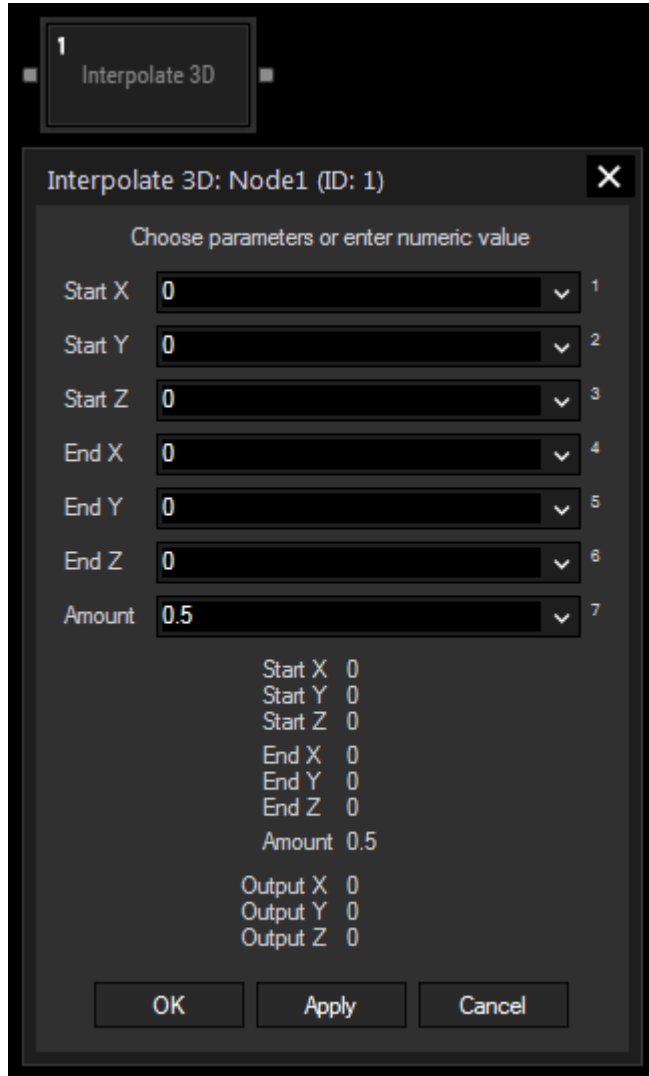 1
Interpolate 3D
Interpolate 3D: Node1 (ID: 1)
Choose parameters or enter numeric value
Start X 0 1
Start Y 0 2
Start Z 0 3
End X 0 4
End Y 0 5
End Z 0 6
Amount 0.5 7
Start X 0
Start Y 0
Start Z 0
End X 0
End Y 0
End Z 0
Amount 0.5
Output X 0
Output Y 0
Output Z 0
OK Apply Cancel